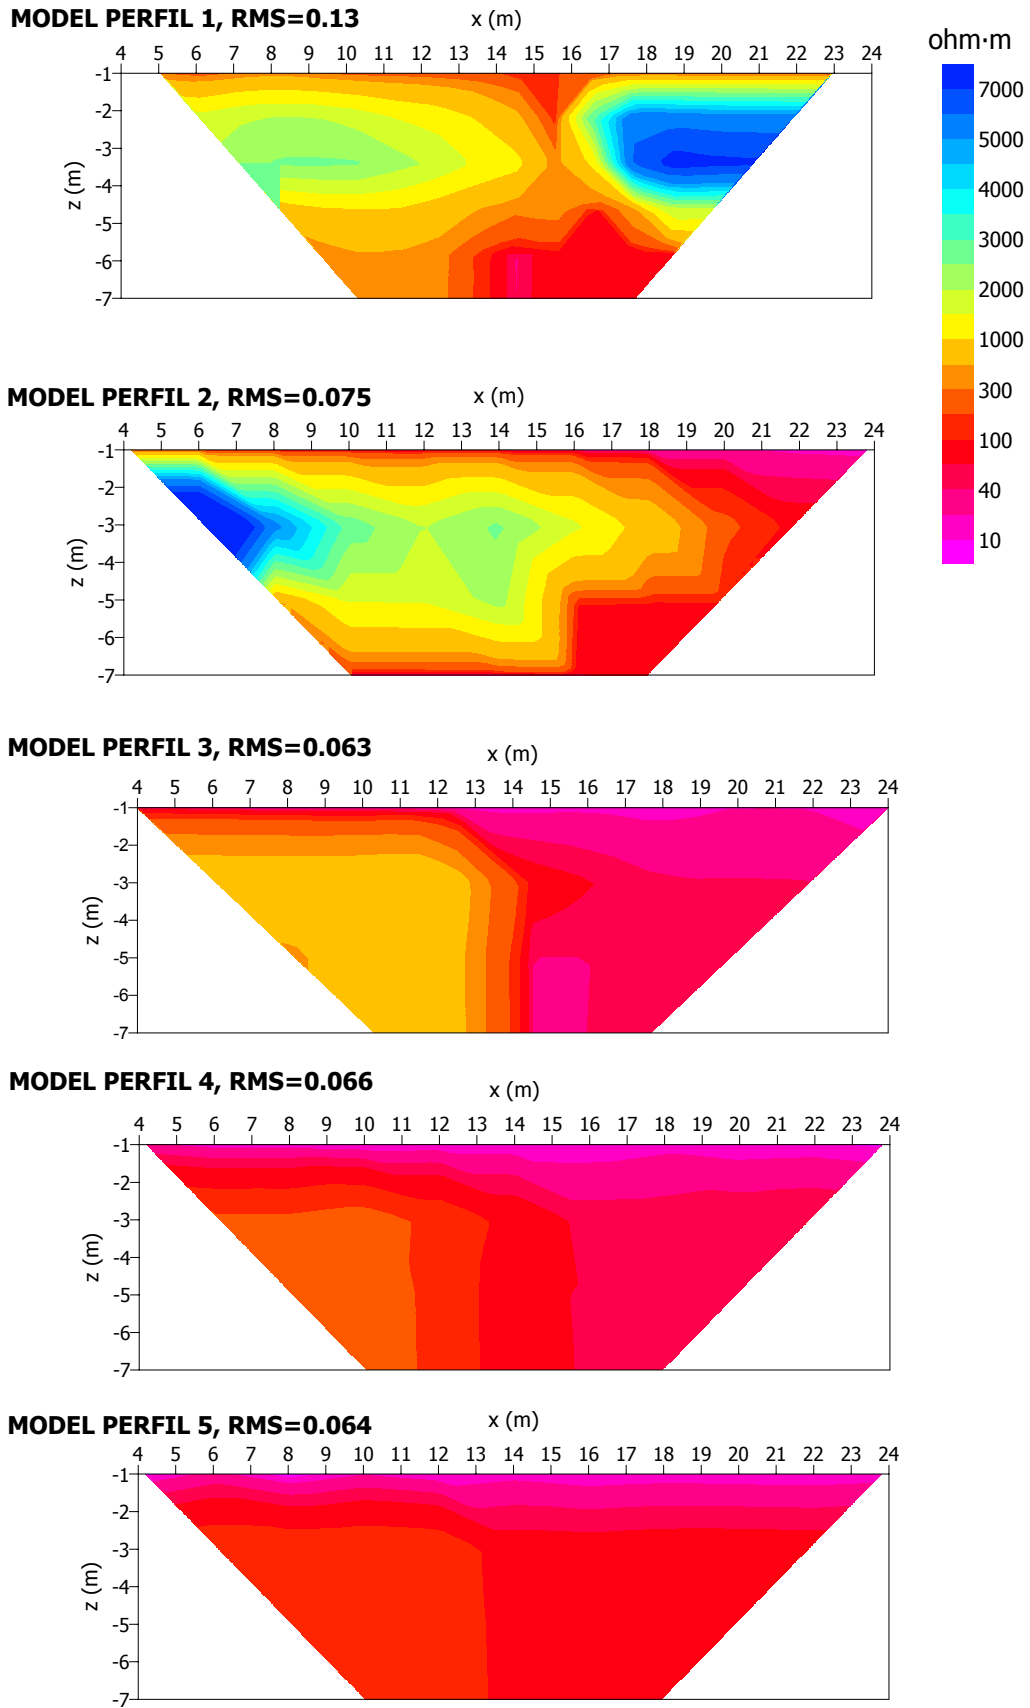 MODEL PERFIL 1, RMS=0.13 x (m)
ohm·m
4 5 6 7 8 9 10 11 12 13 14 15 16 17 18 19 20 21 22 23 24
-1
-2
-3
-4
-5
-6
-7
z (m)
7000
5000
4000
3000
2000
1000
300
100
40
10
MODEL PERFIL 2, RMS=0.075 x (m)
4 5 6 7 8 9 10 11 12 13 14 15 16 17 18 19 20 21 22 23 24
-1
-2
-3
-4
-5
-6
-7
z (m)
MODEL PERFIL 3, RMS=0.063 x (m)
4 5 6 7 8 9 10 11 12 13 14 15 16 17 18 19 20 21 22 23 24
-1
-2
-3
-4
-5
-6
-7
z (m)
MODEL PERFIL 4, RMS=0.066 x (m)
4 5 6 7 8 9 10 11 12 13 14 15 16 17 18 19 20 21 22 23 24
-1
-2
-3
-4
-5
-6
-7
z (m)
MODEL PERFIL 5, RMS=0.064 x (m)
4 5 6 7 8 9 10 11 12 13 14 15 16 17 18 19 20 21 22 23 24
-1
-2
-3
-4
-5
-6
-7
z (m)